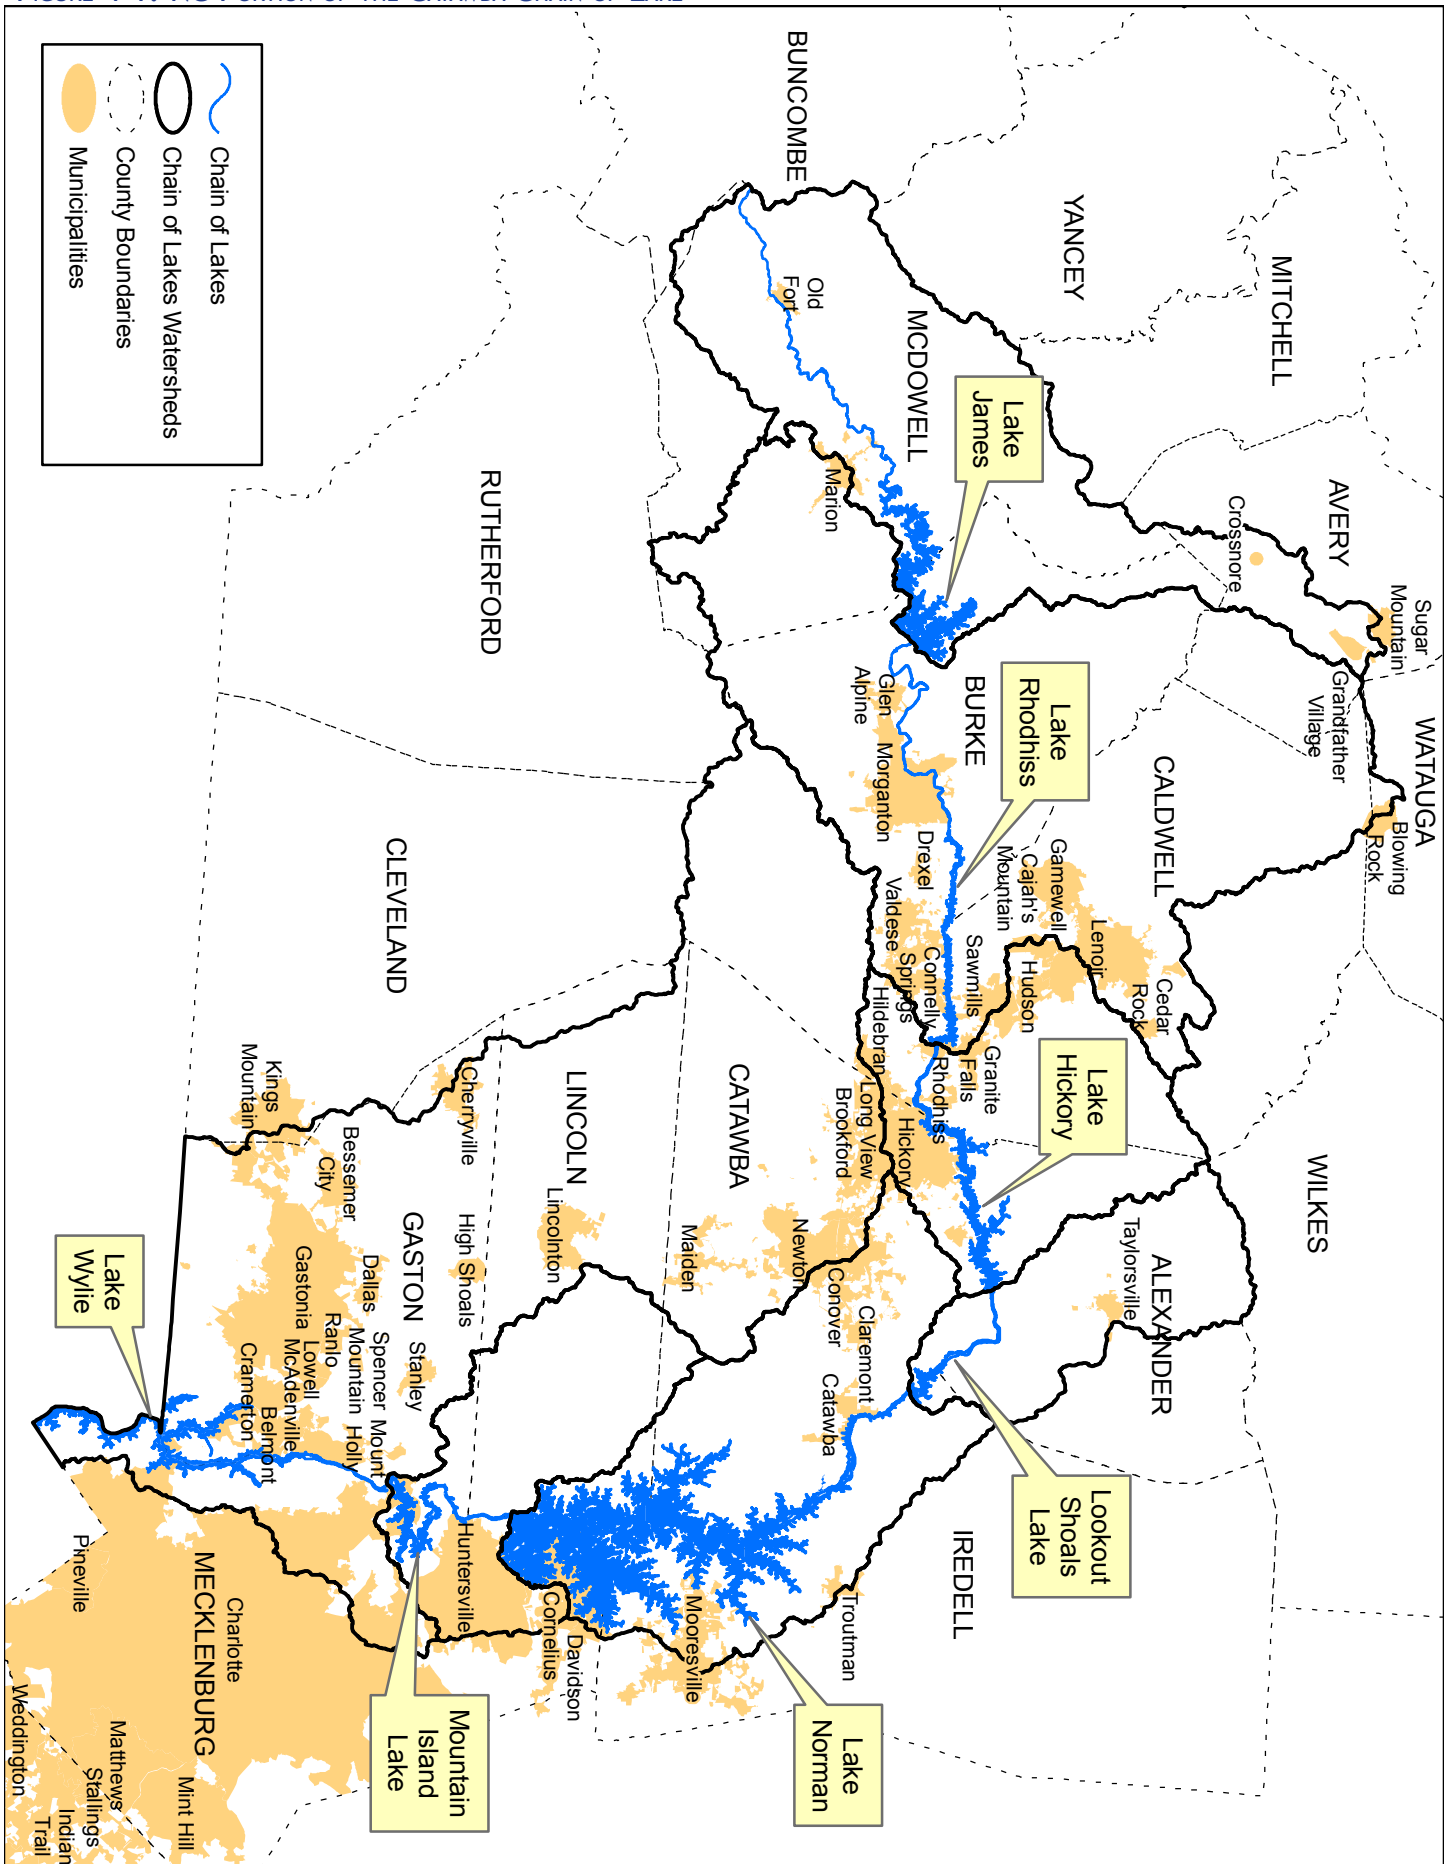 Chain of Lakes
Chain of Lakes Watersheds
County Boundaries
Municipalities
BUNCOMBE
YANCEY
MITCHELL
AVERY
WATAUGA
MCDOWELL
BURKE
CALDWELL
WILKES
ALEXANDER
IREDELL
CATAWBA
LINCOLN
GASTON
CLEVELAND
RUTHERFORD
MECKLENBURG
Lake
James
Lake
Rhodhiss
Lake
Hickory
Lookout
Shoals
Lake
Lake
Norman
Mountain
Island
Lake
Lake
Wylie
Old
Fort
Marion
Crossnore
Sugar
Mountain
Grandfather
Village
Blowing
Rock
Glen
Alpine
Morganton
Drexel
Valdese
Connelly
Springs
Gamewell
Cajah's
Mountain
Lenoir
Hudson
Sawmills
Cedar
Rock
Granite
Falls
Rhodhiss
Hildebran
Long View
Brookford
Hickory
Taylorsville
Newton
Conover
Claremont
Catawba
Maiden
Lincolnton
Troutman
Mooresville
Davidson
Cornelius
Huntersville
Cherryville
High Shoals
Kings
Mountain
Bessemer
City
Gastonia
Dallas
Ranlo
Lowell
McAdenville
Cramerton
Belmont
Spencer
Mountain
Stanley
Mount
Holly
Charlotte
Pineville
Matthews
Mint Hill
Stallings
Indian
Trail
Weddington